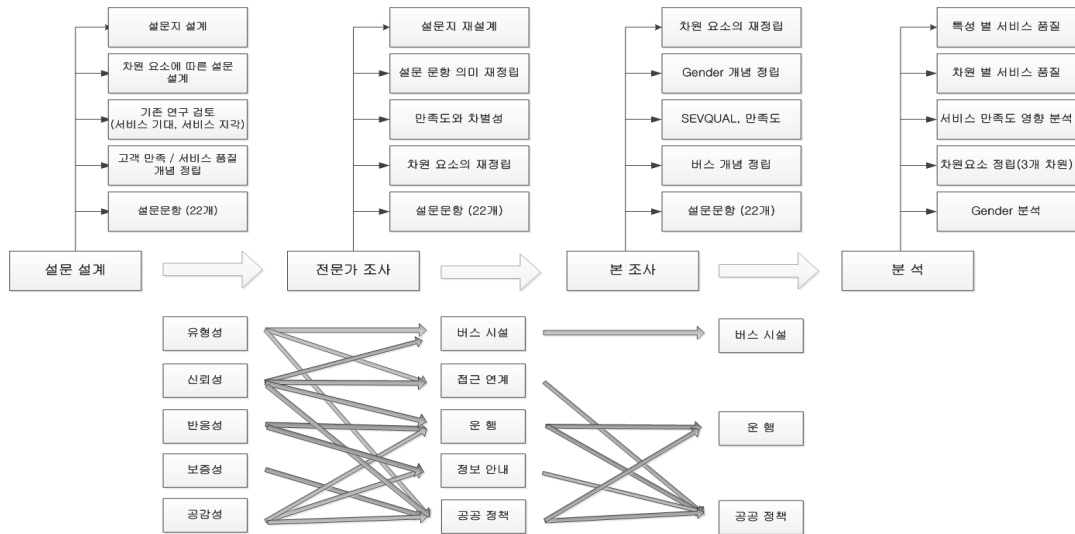 설문지 설계
차원 요소에 따른 설문
설계
기존 연구 검토
(서비스 기대, 서비스 지각)
고객 만족 / 서비스 품질
개념 정립
설문문항 (22개)
설문 설계
설문지 재설계
설문 문항 의미 재정립
만족도와 차별성
차원 요소의 재정립
설문문항 (22개)
전문가 조사
차원 요소의 재정립
Gender 개념 정립
SEVQUAL, 만족도
버스 개념 정립
설문문항 (22개)
본 조사
특성 별 서비스 품질
차원 별 서비스 품질
서비스 만족도 영향 분석
차원요소 정립(3개 차원)
Gender 분석
분 석
유형성
신뢰성
반응성
보증성
공감성
버스 시설
접근 연계
운 행
정보 안내
공공 정책
버스 시설
운 행
공공 정책